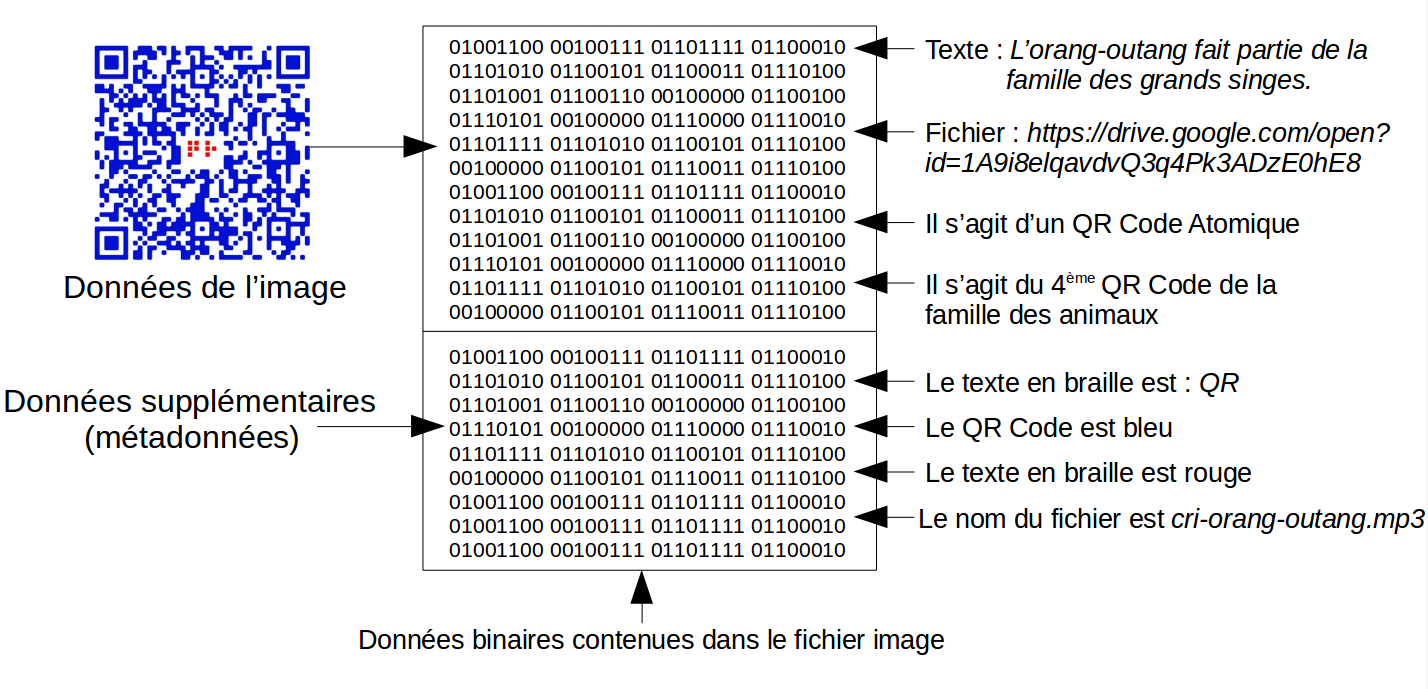 01001100 00100111 01101111 01100010
01101010 01100101 01100011 01110100
01101001 01100110 00100000 01100100
01110101 00100000 01110000 01110010
01101111 01101010 01100101 01110100
00100000 01100101 01110011 01110100
01001100 00100111 01101111 01100010
01101010 01100101 01100011 01110100
01101001 01100110 00100000 01100100
01110101 00100000 01110000 01110010
01101111 01101010 01100101 01110100
00100000 01100101 01110011 01110100
Texte : L’orang-outang fait partie de la
famille des grands singes.
Fichier : https://drive.google.com/open?
id=1A9i8elqavdvQ3q4Pk3ADzE0hE8
Il s’agit d’un QR Code Atomique
Il s’agit du 4ème QR Code de la
famille des animaux
Données de l’image
01001100 00100111 01101111 01100010
01101010 01100101 01100011 01110100
01101001 01100110 00100000 01100100
01110101 00100000 01110000 01110010
01101111 01101010 01100101 01110100
00100000 01100101 01110011 01110100
01001100 00100111 01101111 01100010
01001100 00100111 01101111 01100010
01001100 00100111 01101111 01100010
Données supplémentaires
(métadonnées)
Le texte en braille est : QR
Le QR Code est bleu
Le texte en braille est rouge
Le nom du fichier est cri-orang-outang.mp3
Données binaires contenues dans le fichier image